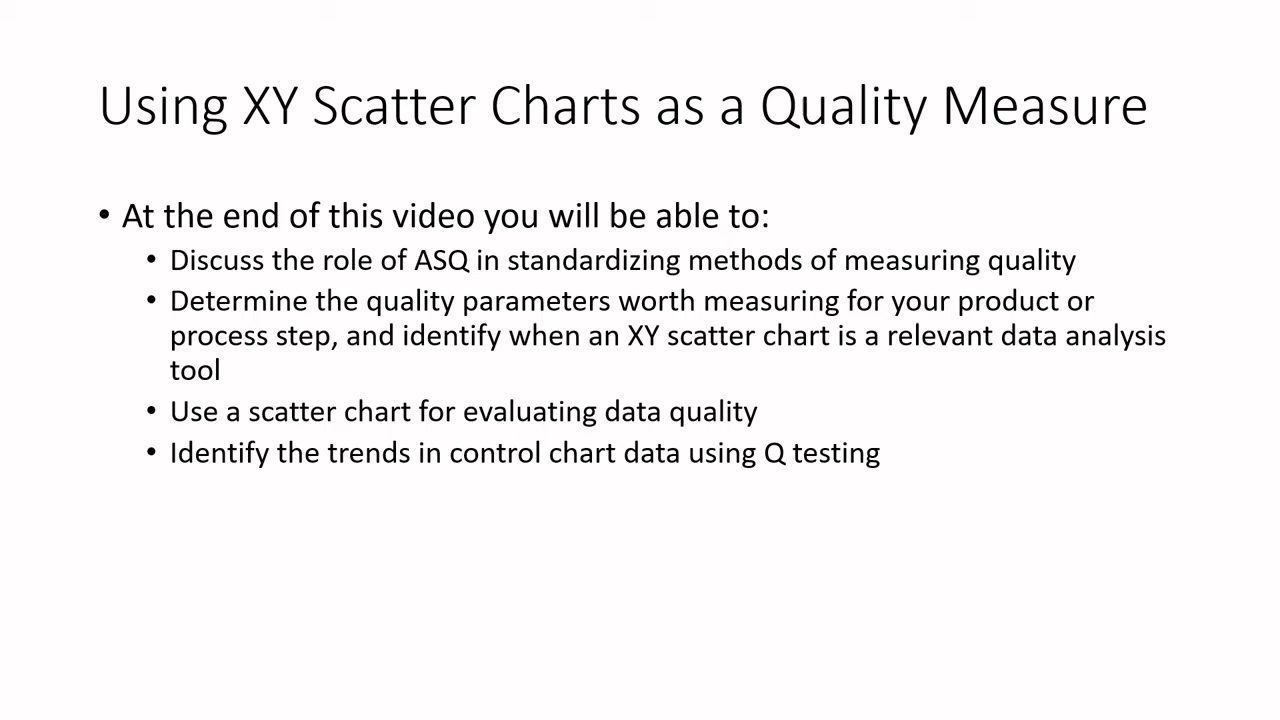 Using XY Scatter Charts as a Quality Measure
• At the end of this video you will be able to:
• Discuss the role of ASQ in standardizing methods of measuring quality
• Determine the quality parameters worth measuring for your product or
process step, and identify when an XY scatter chart is a relevant data analysis
tool
• Use a scatter chart for evaluating data quality
• Identify the trends in control chart data using Q testing